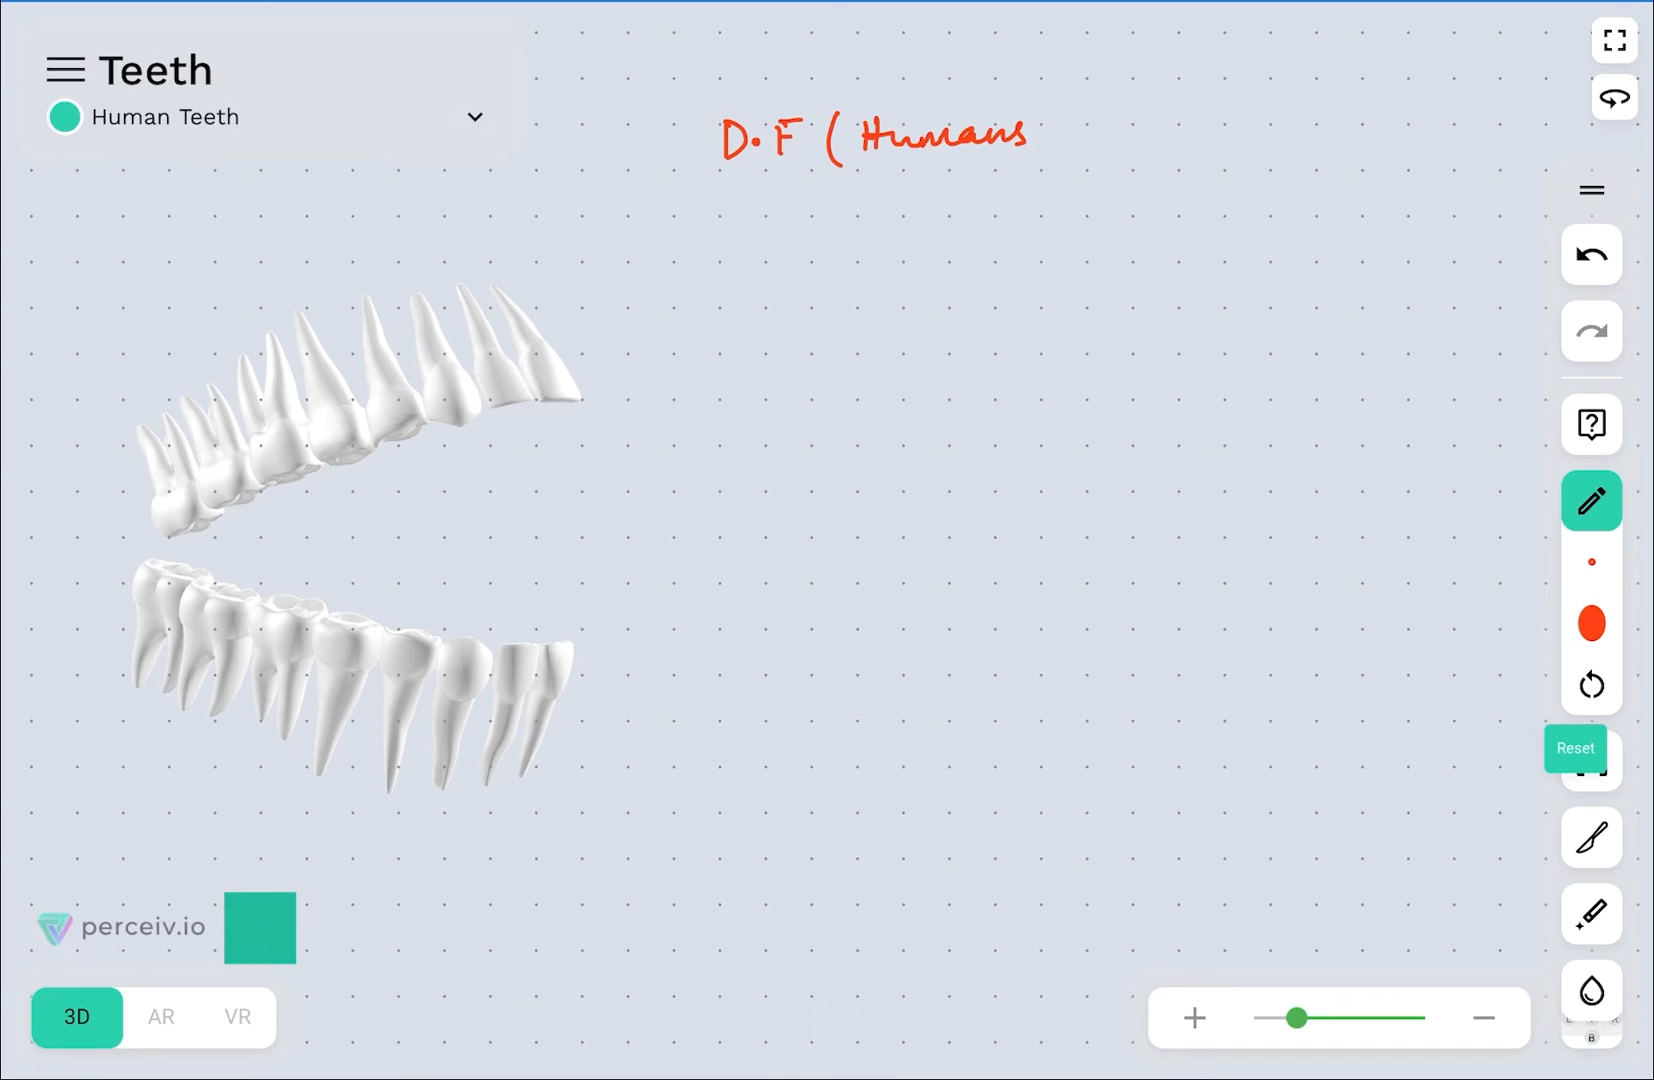 Teeth
Human Teeth
D.F (Humans
Reset
perceiv.io
3D AR VR
B